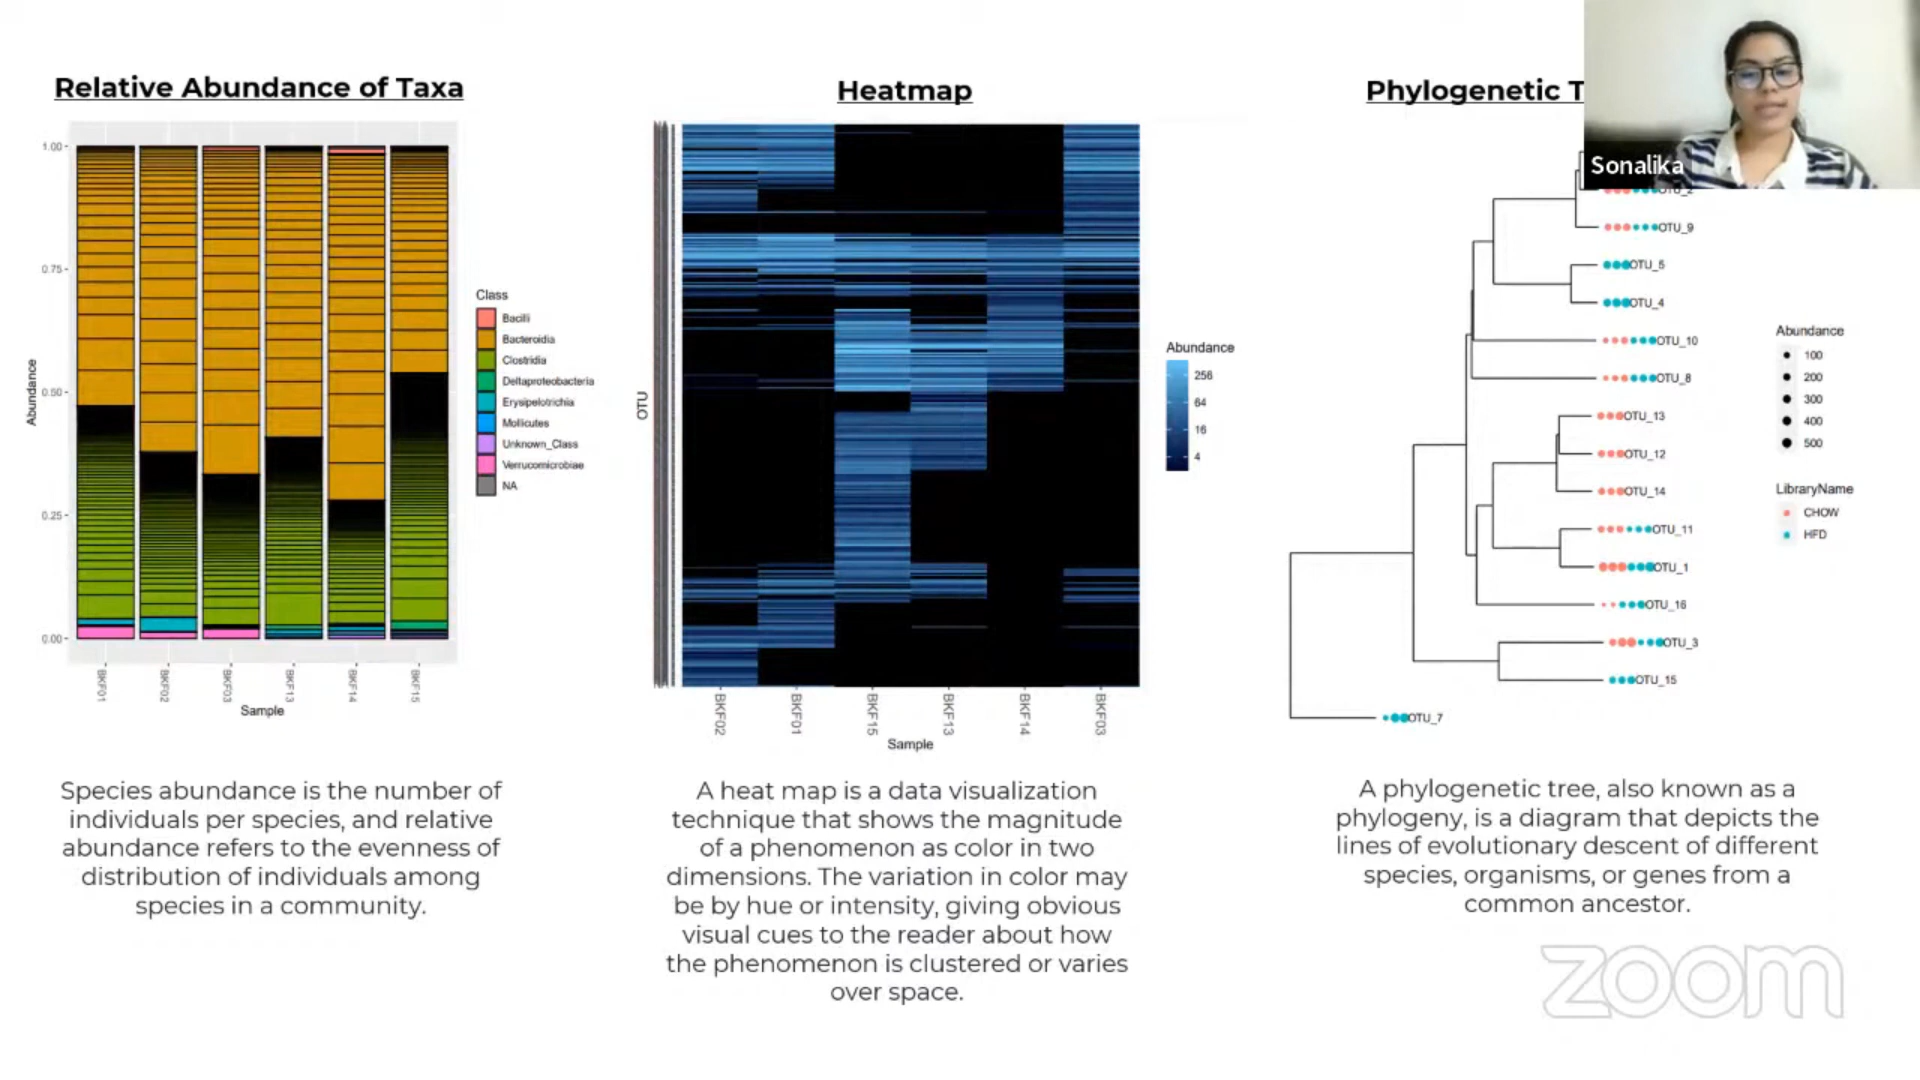 Relative Abundance of Taxa
1.00
0.75
0.50
0.25
0.00
Abundance
BKF01
BKF02
BKF03
BKF13
BKF14
BKF15
Sample
Class
Bacilli
Bacteroidia
Clostridia
Deltaproteobacteria
Erysipelotrichia
Mollicutes
Unknown_Class
Verrucomicrobiae
NA
Species abundance is the number of
individuals per species, and relative
abundance refers to the evenness of
distribution of individuals among
species in a community.
Heatmap
OTU
BKF02
BKF01
BKF15
BKF13
BKF14
BKF03
Sample
Abundance
256
64
16
4
A heat map is a data visualization
technique that shows the magnitude
of a phenomenon as color in two
dimensions. The variation in color may
be by hue or intensity, giving obvious
visual cues to the reader about how
the phenomenon is clustered or varies
over space.
Phylogenetic T
Sonalika
OTU_2
OTU_9
OTU_5
OTU_4
OTU_10
OTU_8
OTU_13
OTU_12
OTU_14
OTU_11
OTU_1
OTU_16
OTU_3
OTU_15
OTU_7
Abundance
100
200
300
400
500
LibraryName
CHOW
HFD
A phylogenetic tree, also known as a
phylogeny, is a diagram that depicts the
lines of evolutionary descent of different
species, organisms, or genes from a
common ancestor.
zoom